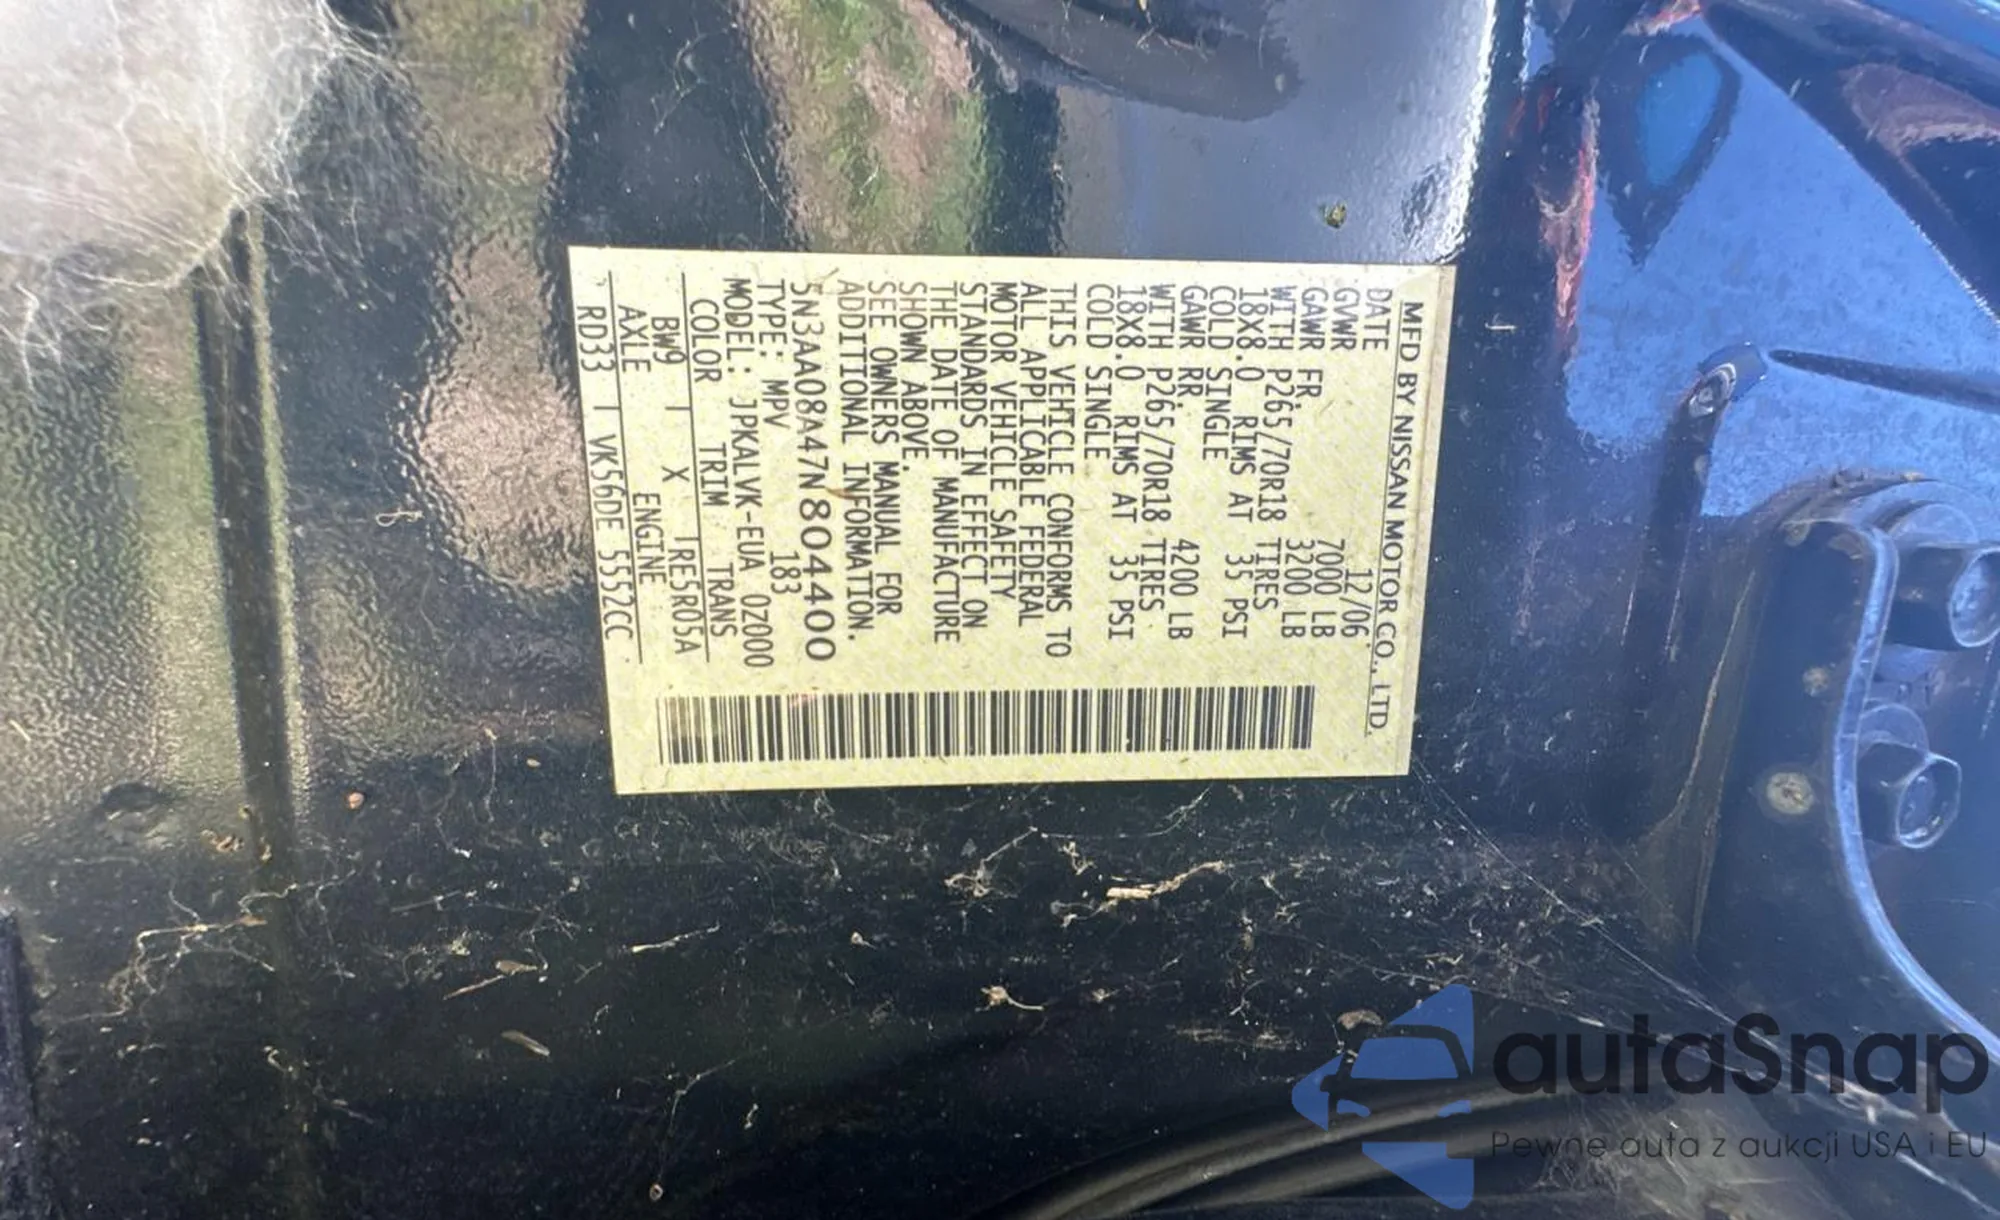 MFD BY NISSAN MOTOR CO., LTD.
DATE 12/06
GVWR 7000 LB
GAWR FR. 3200 LB
WITH P265/70R18 TIRES
18X8.0 RIMS AT 35 PSI
COLD SINGLE
GAWR RR. 4200 LB
WITH P265/70R18 TIRES
18X8.0 RIMS AT 35 PSI
COLD SINGLE
THIS VEHICLE CONFORMS TO
ALL APPLICABLE FEDERAL
MOTOR VEHICLE SAFETY
STANDARDS IN EFFECT ON
THE DATE OF MANUFACTURE
SHOWN ABOVE.
SEE OWNERS MANUAL FOR
ADDITIONAL INFORMATION.
5N3AA08A47N804400
TYPE: MPV 183
MODEL: JPKALVK-EUA 0Z000
COLOR TRIM TRANS
BW9 X RE5R05A
AXLE ENGINE
RD33 VK56DE 5552CC
autaSnap
Pewne auta z aukcji USA i EU